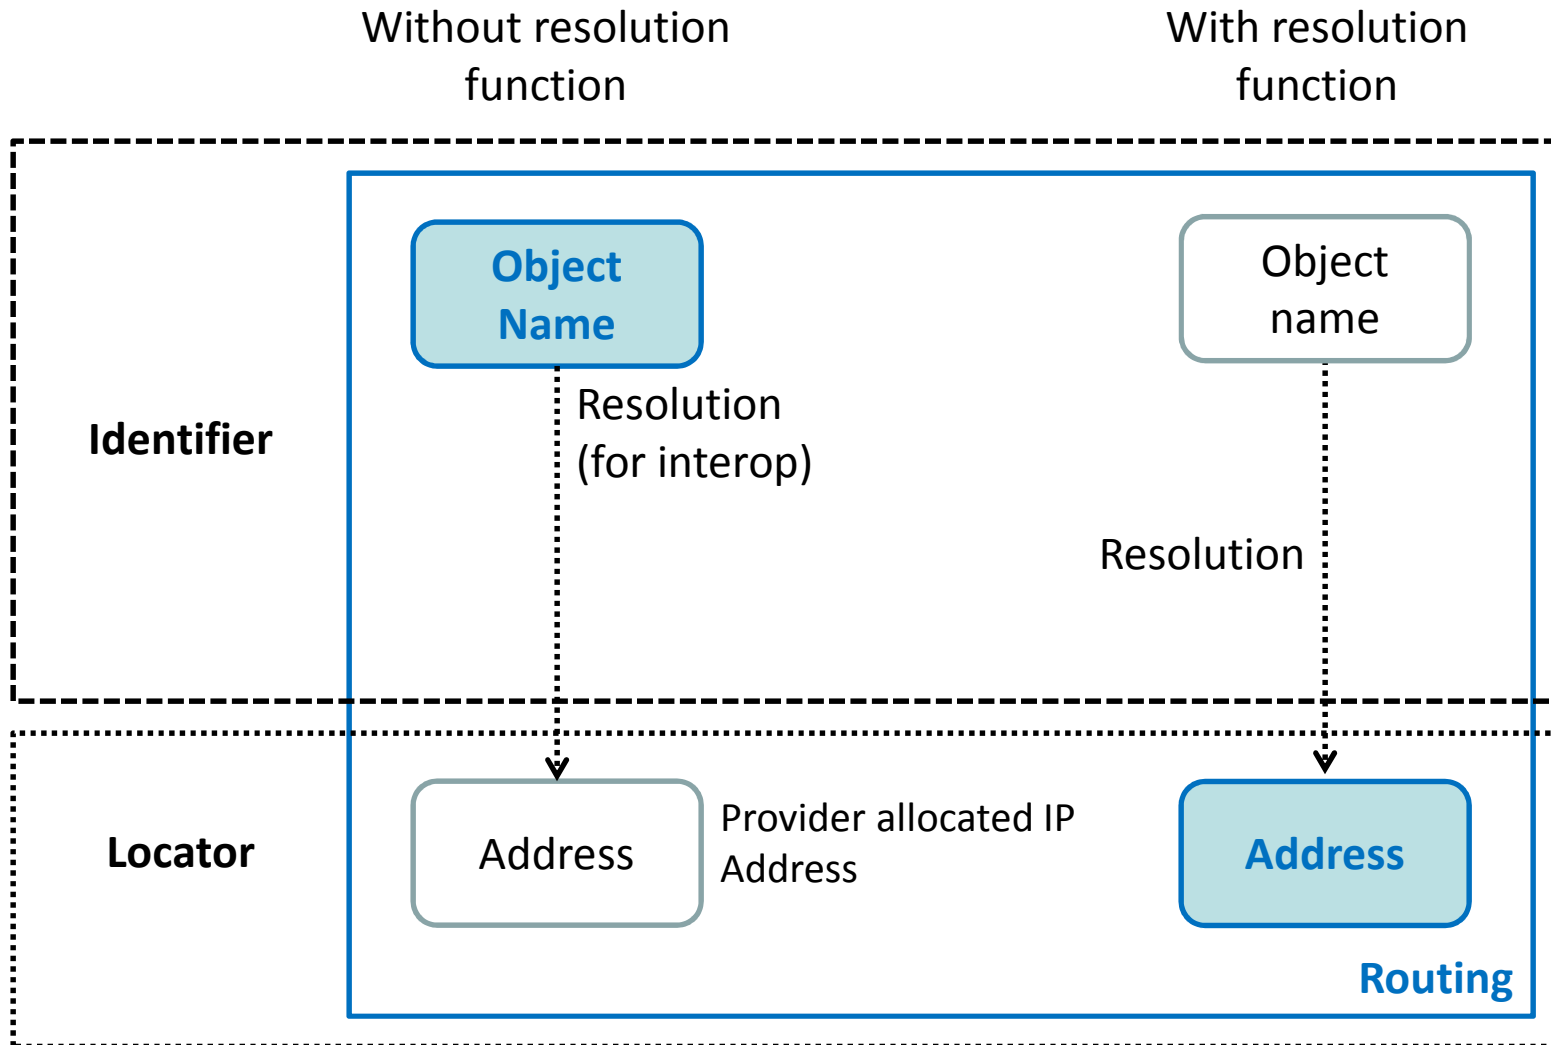 Without resolution
function
With resolution
function
Object
Name
Object
name
Resolution
(for interop)
Identifier
Resolution
Address
Provider allocated IP
Address
Locator
Address
Routing